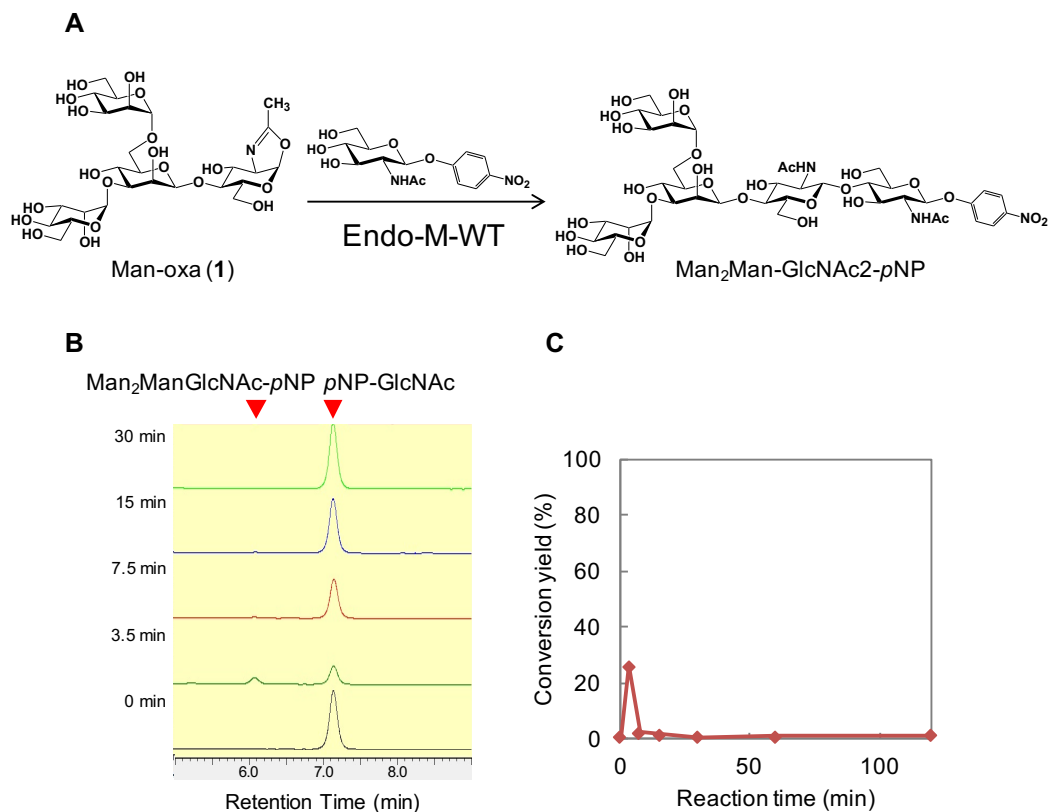 A
HO
OH
HO
HO
O
O
CH3
OH
HO
O
N
O
HO
O
O
O
HO
OH
OH
HO
HO
O
HO
HO
O
O
HO
NHAc
NO2
Endo-M-WT
Man-oxa (1)
HO
OH
HO
HO
O
O
OH
HO
O
O
O
AcHN
HO
O
O
OH
HO
O
O
HO
NHAc
NO2
HO
OH
HO
HO
O
Man2Man-GlcNAc2-pNP
B
Man2ManGlcNAc-pNP pNP-GlcNAc
30 min
15 min
7.5 min
3.5 min
0 min
6.0 7.0 8.0
Retention Time (min)
C
Conversion yield (%)
100
80
60
40
20
0
0 50 100
Reaction time (min)